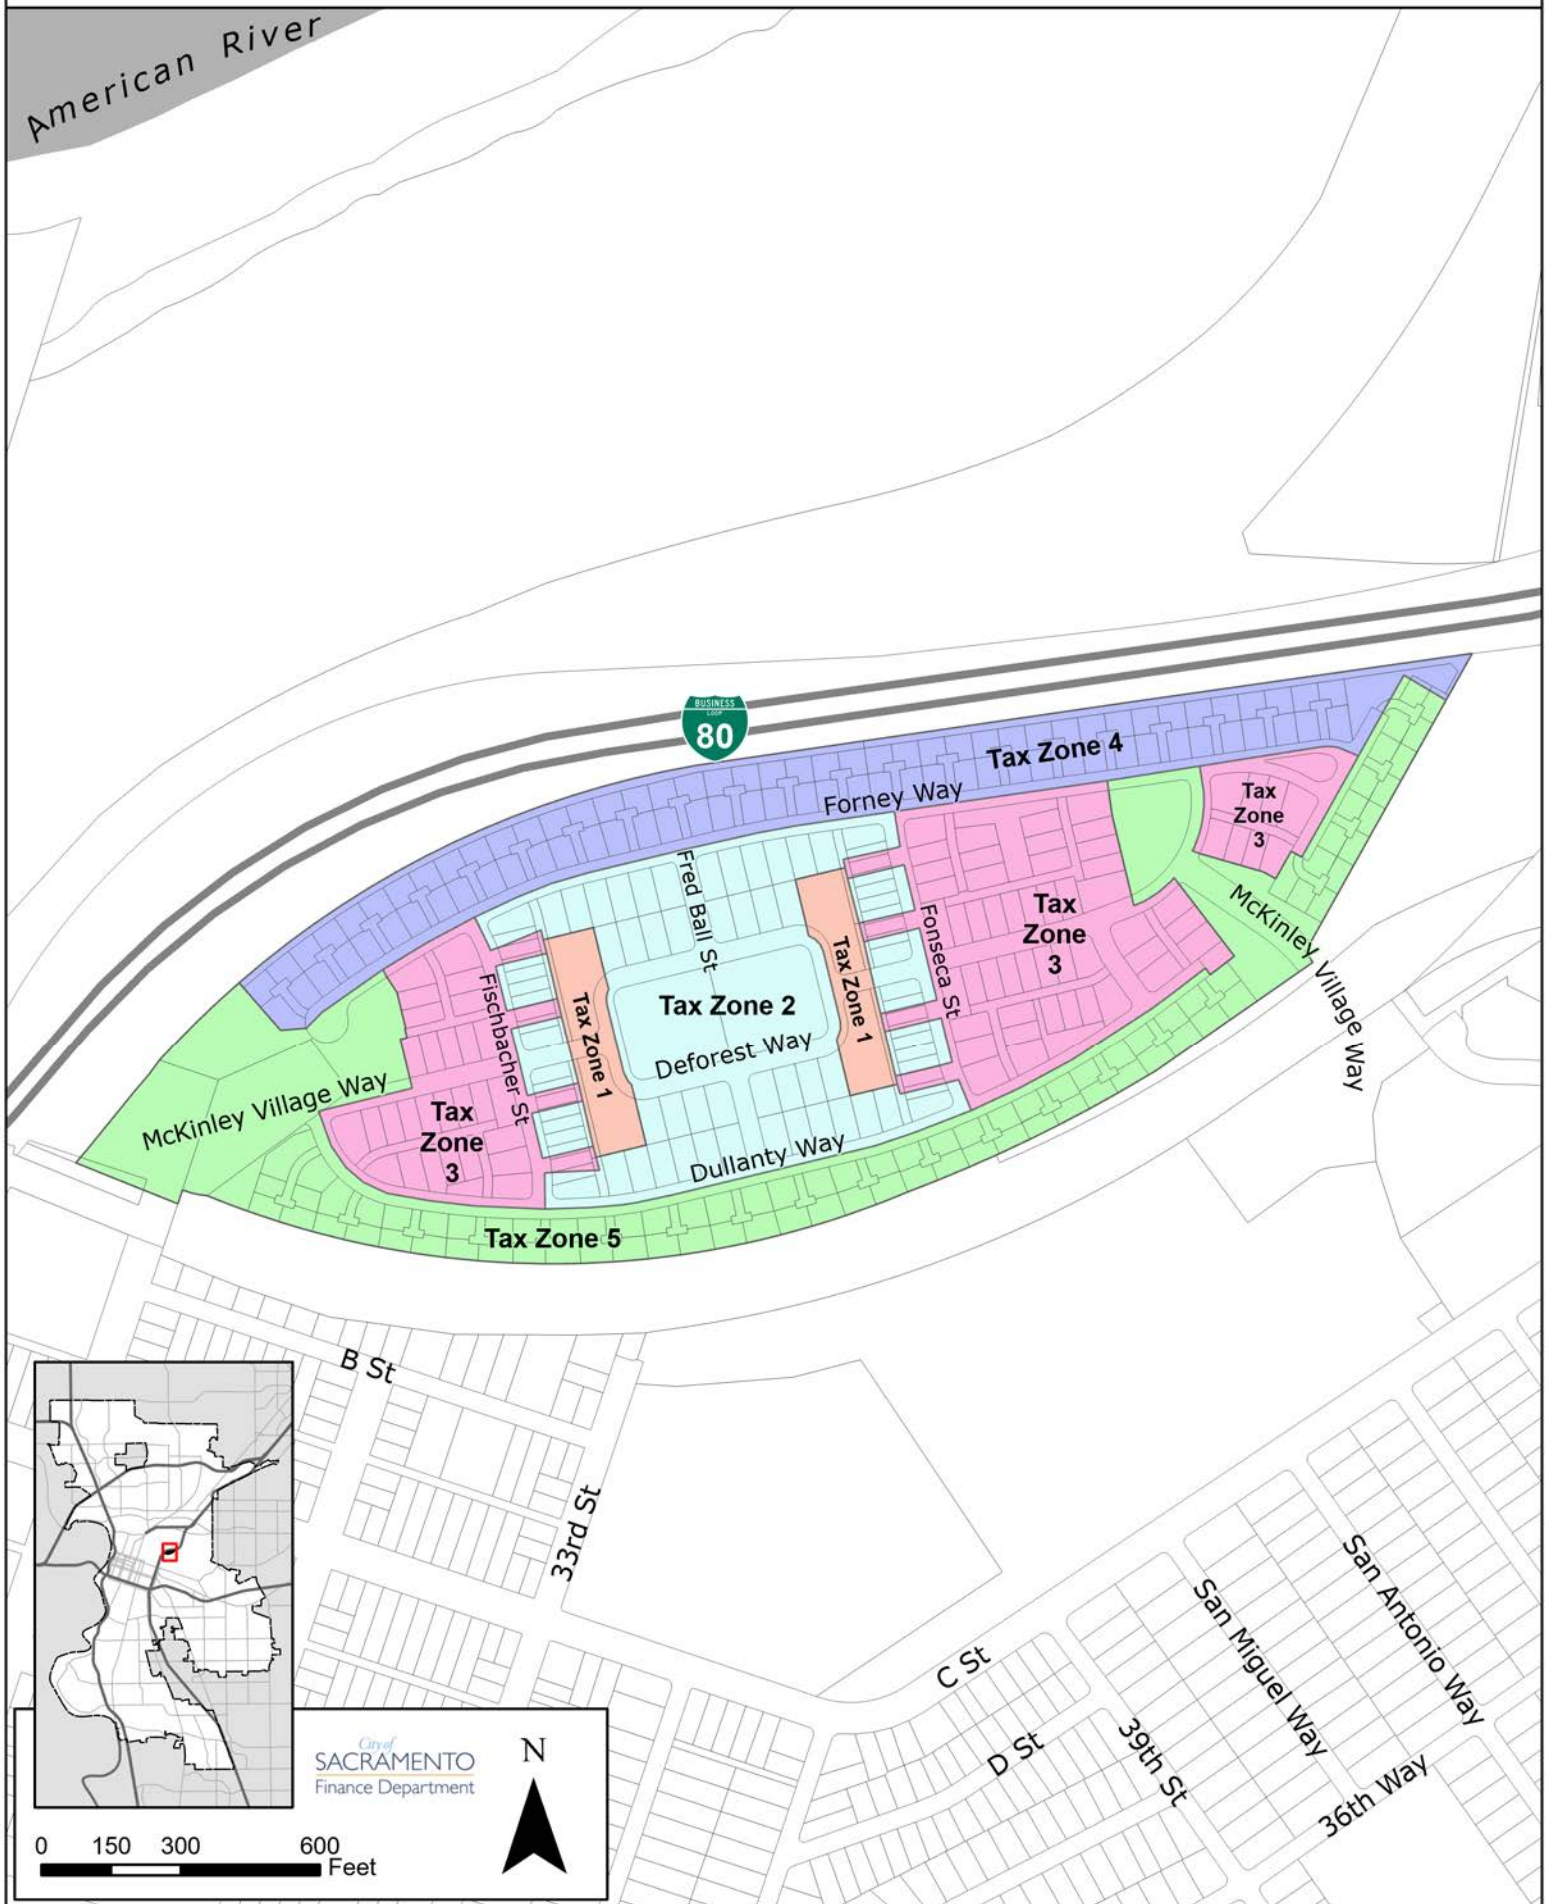 American River
BUSINESS
LOOP
80
Tax Zone 4
Forney Way
Tax
Zone
3
Fred Ball St
McKinley Village Way
Tax
Zone
3
Fonseca St
Tax Zone 1
Fischbacher St
Tax Zone 1
Tax Zone 2
Deforest Way
McKinley Village Way
Tax
Zone
3
Dullanty Way
Tax Zone 5
B St
33rd St
San Antonio Way
San Miguel Way
C St
D St
39th St
36th Way
City of
SACRAMENTO
Finance Department
N
0 150 300 600
Feet